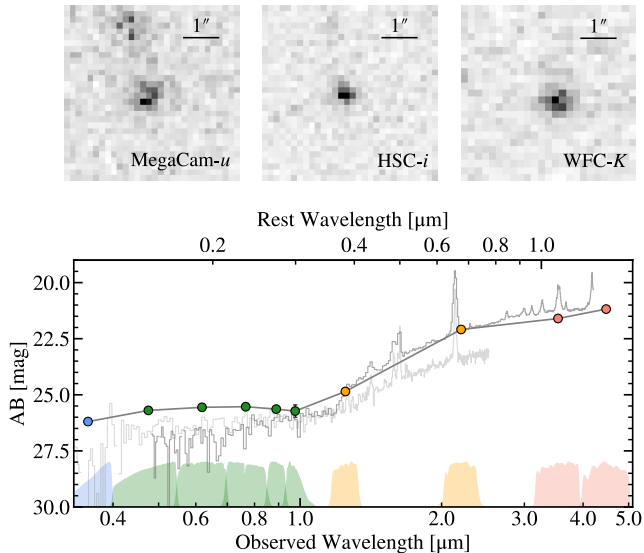 1″ 1″ 1″
MegaCam-u HSC-i WFC-K
Rest Wavelength [μm]
0.2 0.4 0.6 0.8 1.0
20.0
22.5
25.0
27.5
30.0
AB [mag]
0.4 0.6 0.8 1.0 2.0 3.0 4.0 5.0
Observed Wavelength [μm]